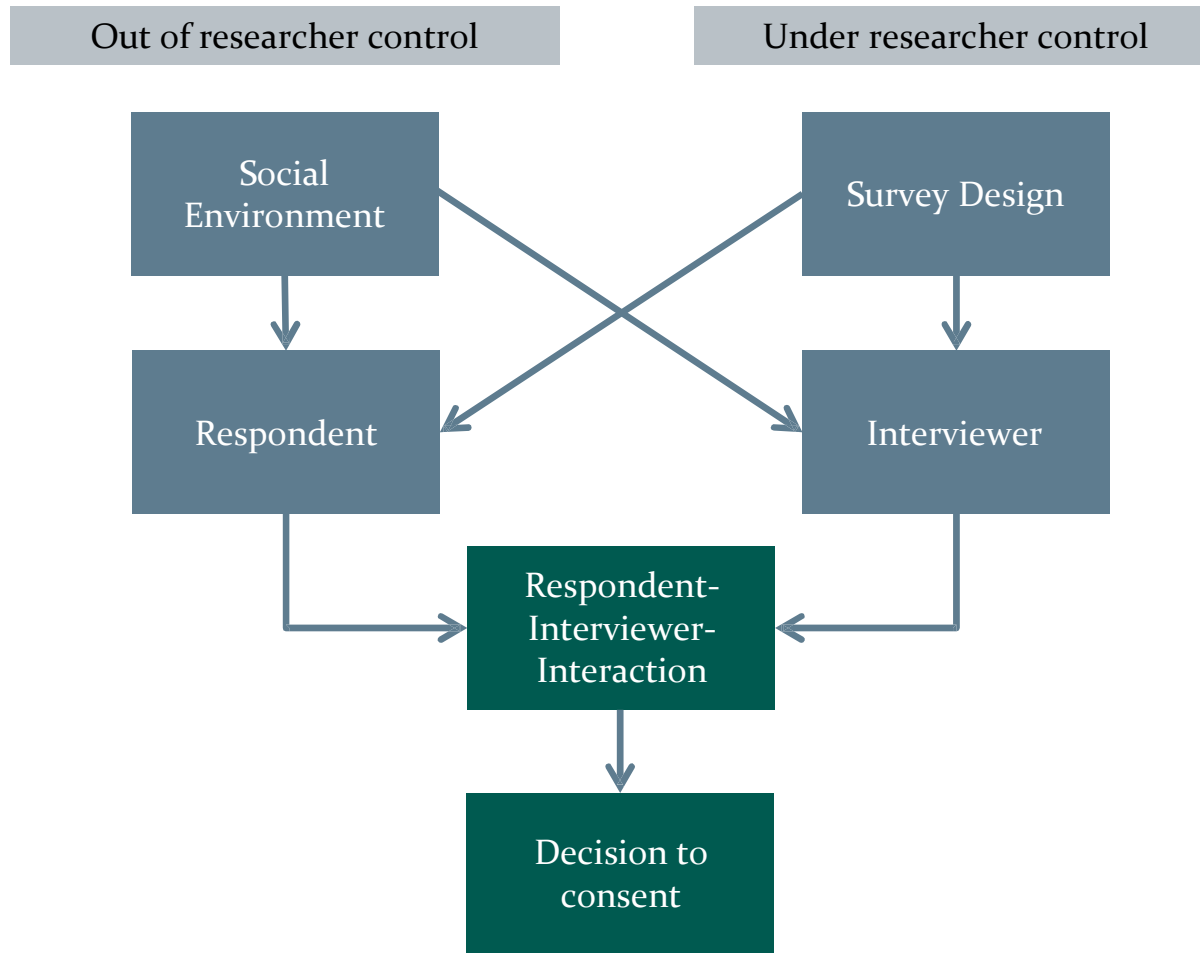 Out of researcher control
Under researcher control
Social
Environment
Survey Design
Respondent
Interviewer
Respondent-
Interviewer-
Interaction
Decision to
consent